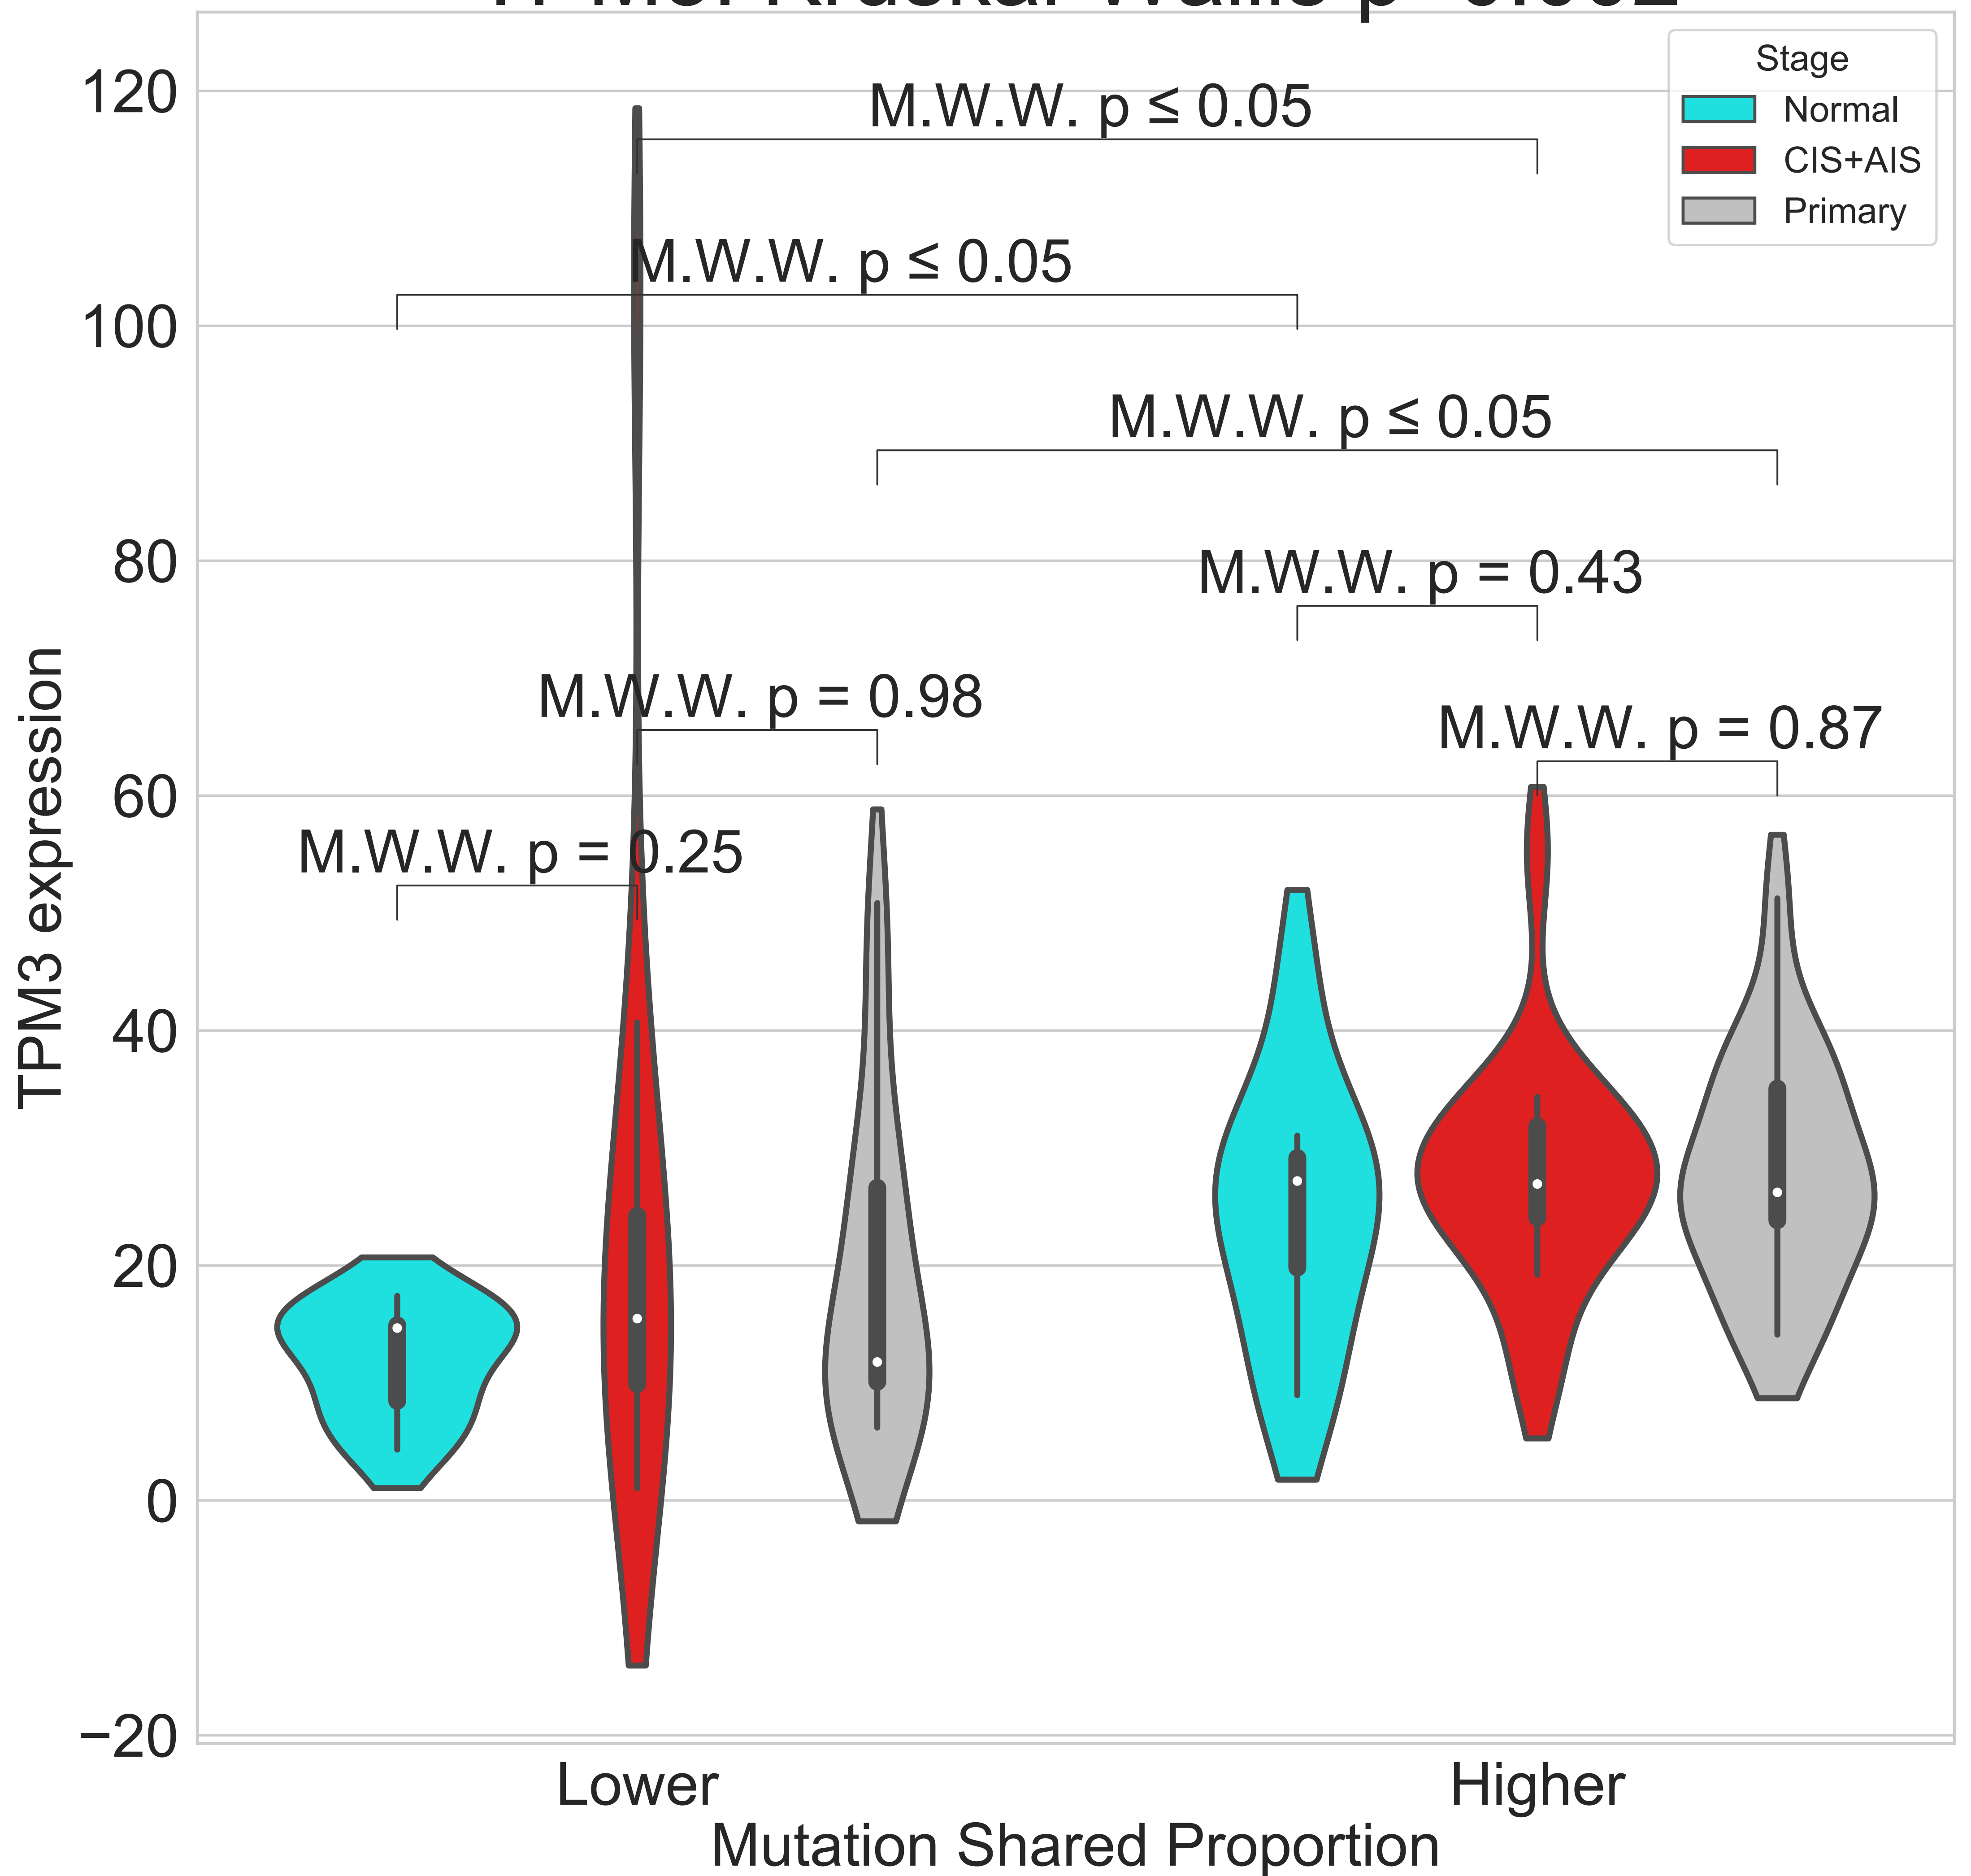 120
100
80
60
40
20
0
−20
TPM3 expression
M.W.W. p ≤ 0.05
M.W.W. p ≤ 0.05
M.W.W. p ≤ 0.05
M.W.W. p = 0.43
M.W.W. p = 0.98
M.W.W. p = 0.87
M.W.W. p = 0.25
Stage
Normal
CIS+AIS
Primary
Lower
Higher
Mutation Shared Proportion